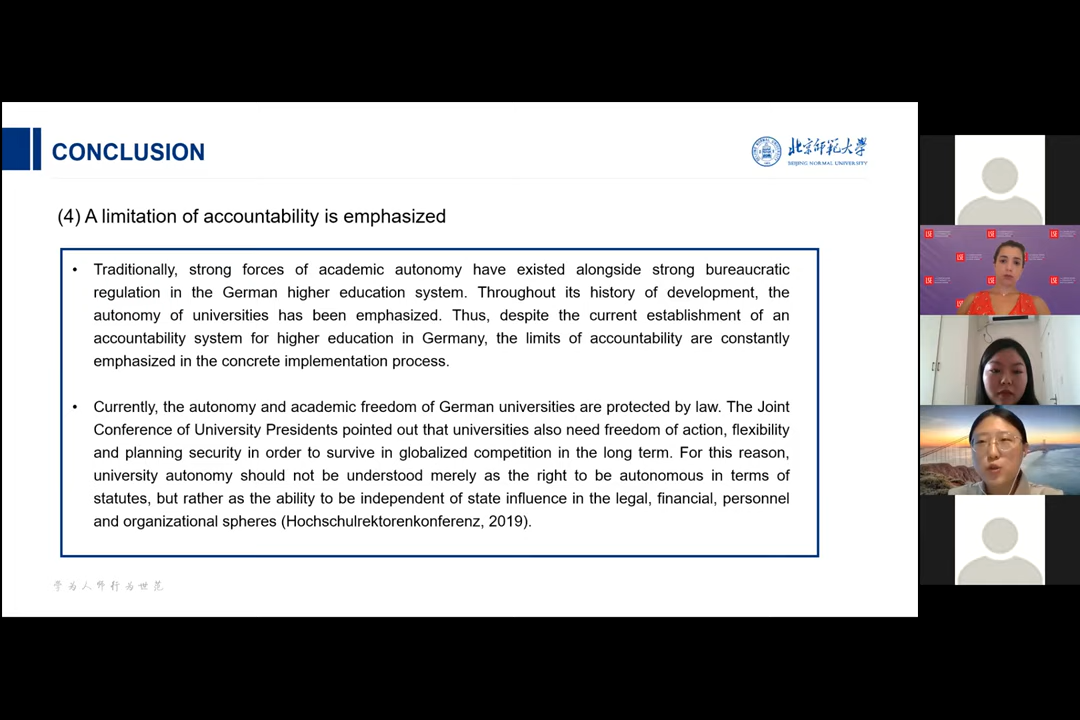 CONCLUSION
北京师范大学
BEIJING NORMAL UNIVERSITY
(4) A limitation of accountability is emphasized
• Traditionally, strong forces of academic autonomy have existed alongside strong bureaucratic
regulation in the German higher education system. Throughout its history of development, the
autonomy of universities has been emphasized. Thus, despite the current establishment of an
accountability system for higher education in Germany, the limits of accountability are constantly
emphasized in the concrete implementation process.
• Currently, the autonomy and academic freedom of German universities are protected by law. The Joint
Conference of University Presidents pointed out that universities also need freedom of action, flexibility
and planning security in order to survive in globalized competition in the long term. For this reason,
university autonomy should not be understood merely as the right to be autonomous in terms of
statutes, but rather as the ability to be independent of state influence in the legal, financial, personnel
and organizational spheres (Hochschulrektorenkonferenz, 2019).
学为人师行为世范
LSE
LSE
LSE
LSE
LSE
LSE
LSE